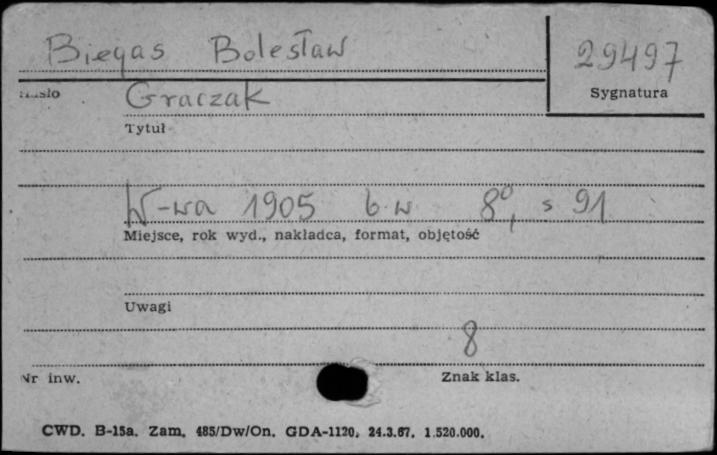 Biegas Bolesław 29497
Hasło Sygnatura
Graczak
Tytuł
W-wa 1905 b w 8°, s 91
Miejsce, rok wyd., nakładca, format, objętość
Uwagi
8
Nr inw. Znak klas.
CWD. B-15a. Zam. 485/Dw/On. GDA-1120, 24.3.67. 1.520.000.